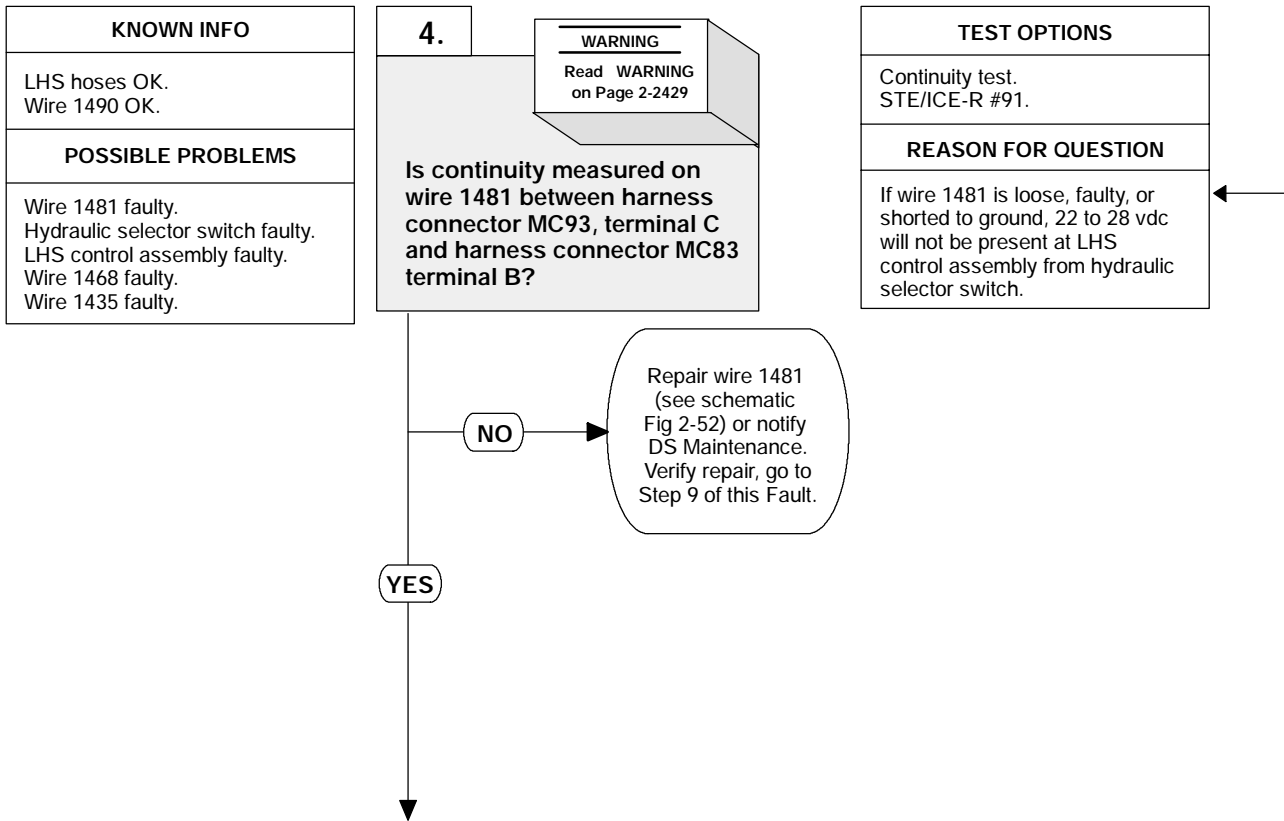 KNOWN INFO
LHS hoses OK.
Wire 1490 OK.
POSSIBLE PROBLEMS
Wire 1481 faulty.
Hydraulic selector switch faulty.
LHS control assembly faulty.
Wire 1468 faulty.
Wire 1435 faulty.
4.
WARNING
Read WARNING
on Page 2-2429
Is continuity measured on
wire 1481 between harness
connector MC93, terminal C
and harness connector MC83
terminal B?
TEST OPTIONS
Continuity test.
STE/ICE-R #91.
REASON FOR QUESTION
If wire 1481 is loose, faulty, or
shorted to ground, 22 to 28 vdc
will not be present at LHS
control assembly from hydraulic
selector switch.
NO
Repair wire 1481
(see schematic
Fig 2-52) or notify
DS Maintenance.
Verify repair, go to
Step 9 of this Fault.
YES